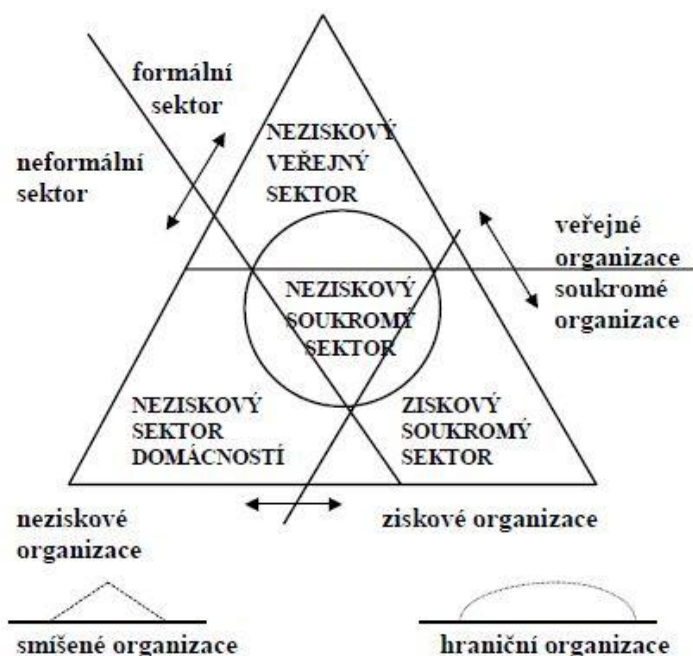 formální
sektor
neformální
sektor
NEZISKOVÝ
VEŘEJNÝ
SEKTOR
veřejné
organizace
soukromé
organizace
NEZISKOVÝ
SOUKROMÝ
SEKTOR
NEZISKOVÝ
SEKTOR
DOMÁCNOSTÍ
ZISKOVÝ
SOUKROMÝ
SEKTOR
neziskové
organizace
ziskové organizace
smíšené organizace
hraniční organizace